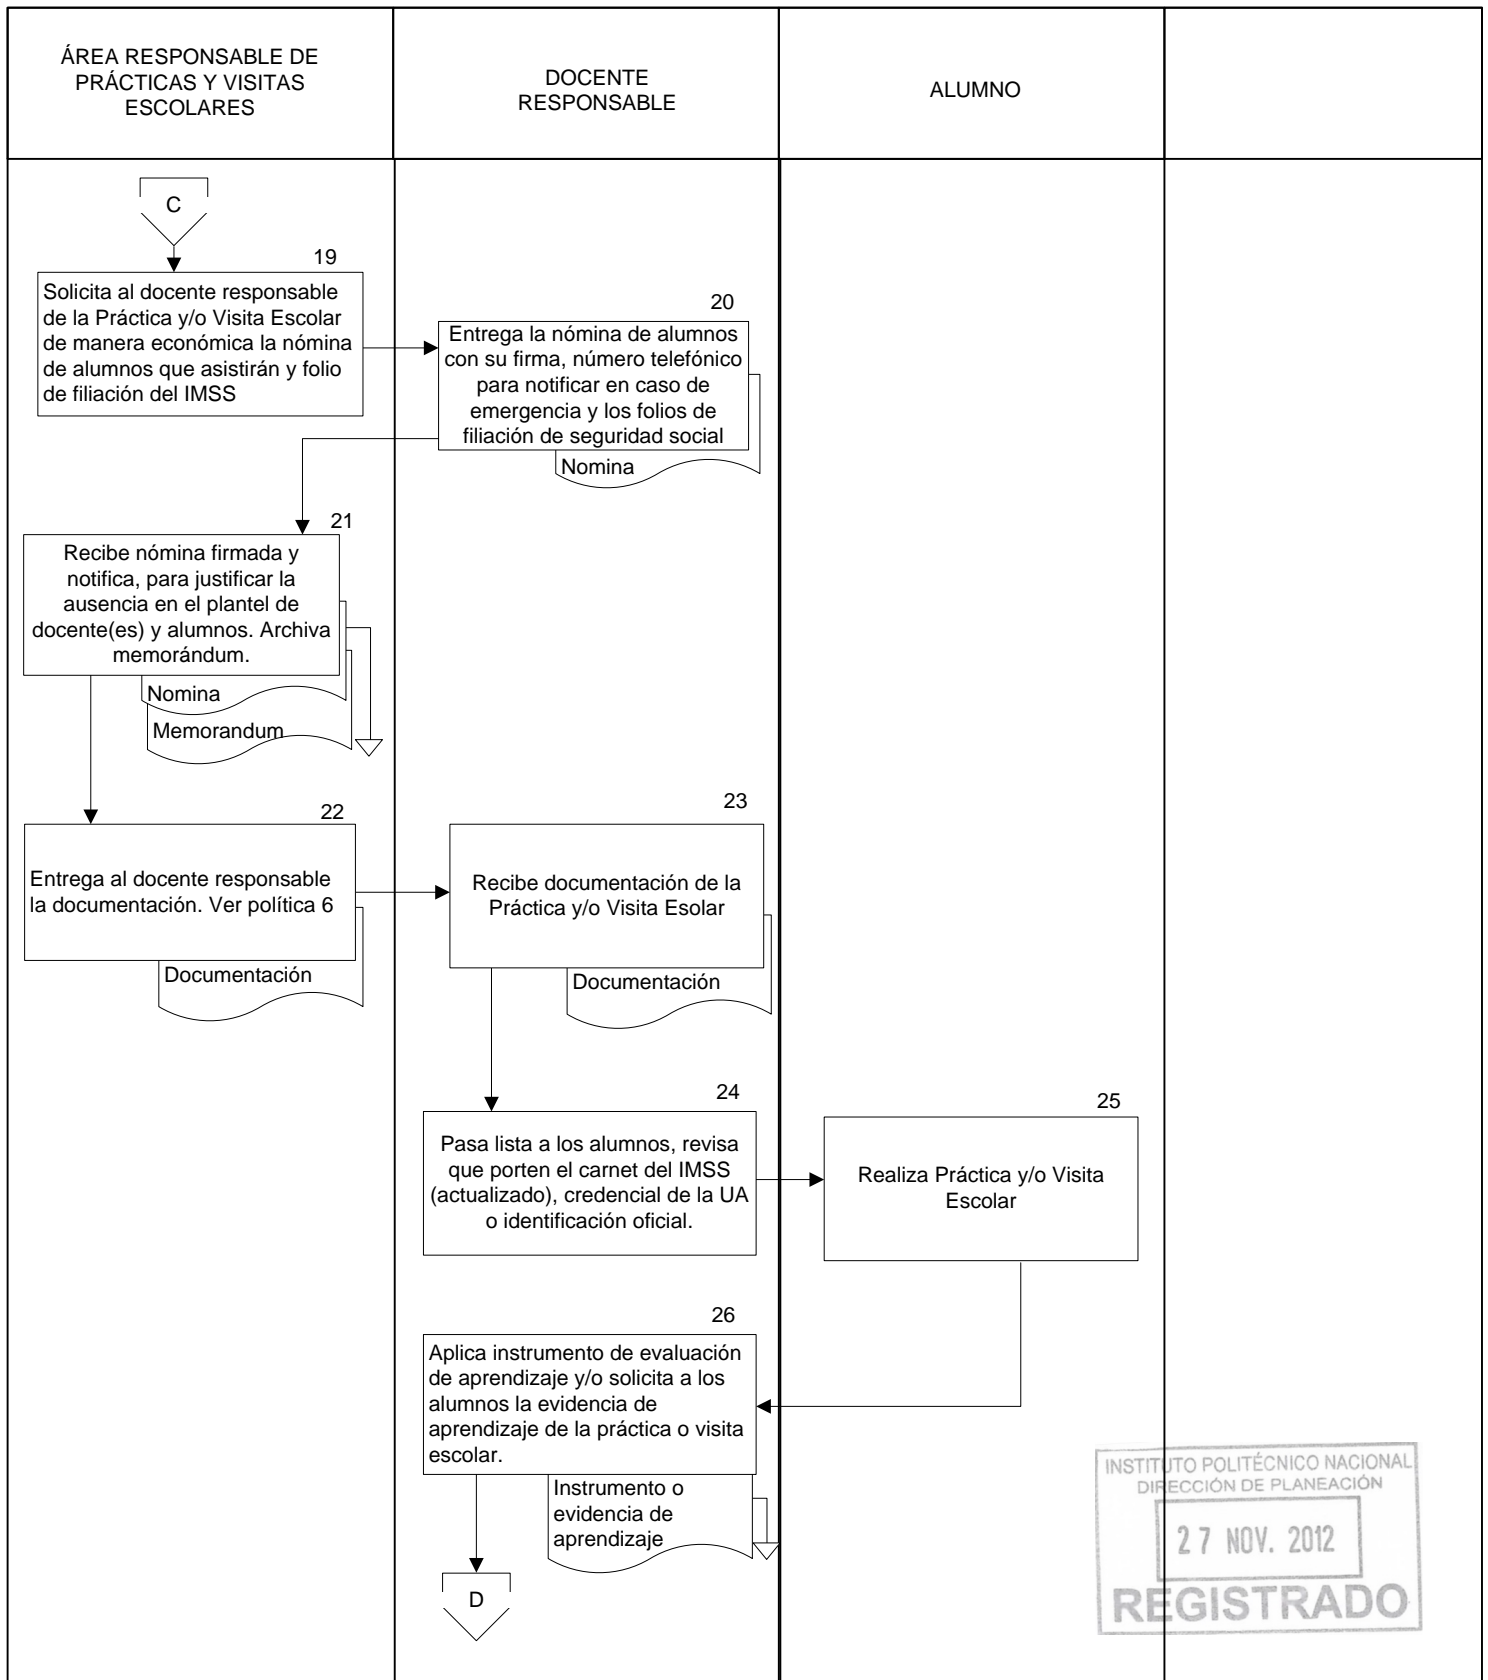 ÁREA RESPONSABLE DE
PRÁCTICAS Y VISITAS
ESCOLARES
DOCENTE
RESPONSABLE
ALUMNO
C
19
Solicita al docente responsable
de la Práctica y/o Visita Escolar
de manera económica la nómina
de alumnos que asistirán y folio
de filiación del IMSS
20
Entrega la nómina de alumnos
con su firma, número telefónico
para notificar en caso de
emergencia y los folios de
filiación de seguridad social
Nomina
21
Recibe nómina firmada y
notifica, para justificar la
ausencia en el plantel de
docente(es) y alumnos. Archiva
memorándum.
Nomina
Memorandum
22
Entrega al docente responsable
la documentación. Ver política 6
Documentación
23
Recibe documentación de la
Práctica y/o Visita Esolar
Documentación
24
Pasa lista a los alumnos, revisa
que porten el carnet del IMSS
(actualizado), credencial de la UA
o identificación oficial.
25
Realiza Práctica y/o Visita
Escolar
26
Aplica instrumento de evaluación
de aprendizaje y/o solicita a los
alumnos la evidencia de
aprendizaje de la práctica o visita
escolar.
Instrumento o
evidencia de
aprendizaje
D
INSTITUTO POLITÉCNICO NACIONAL
DIRECCIÓN DE PLANEACIÓN
27 NOV. 2012
REGISTRADO